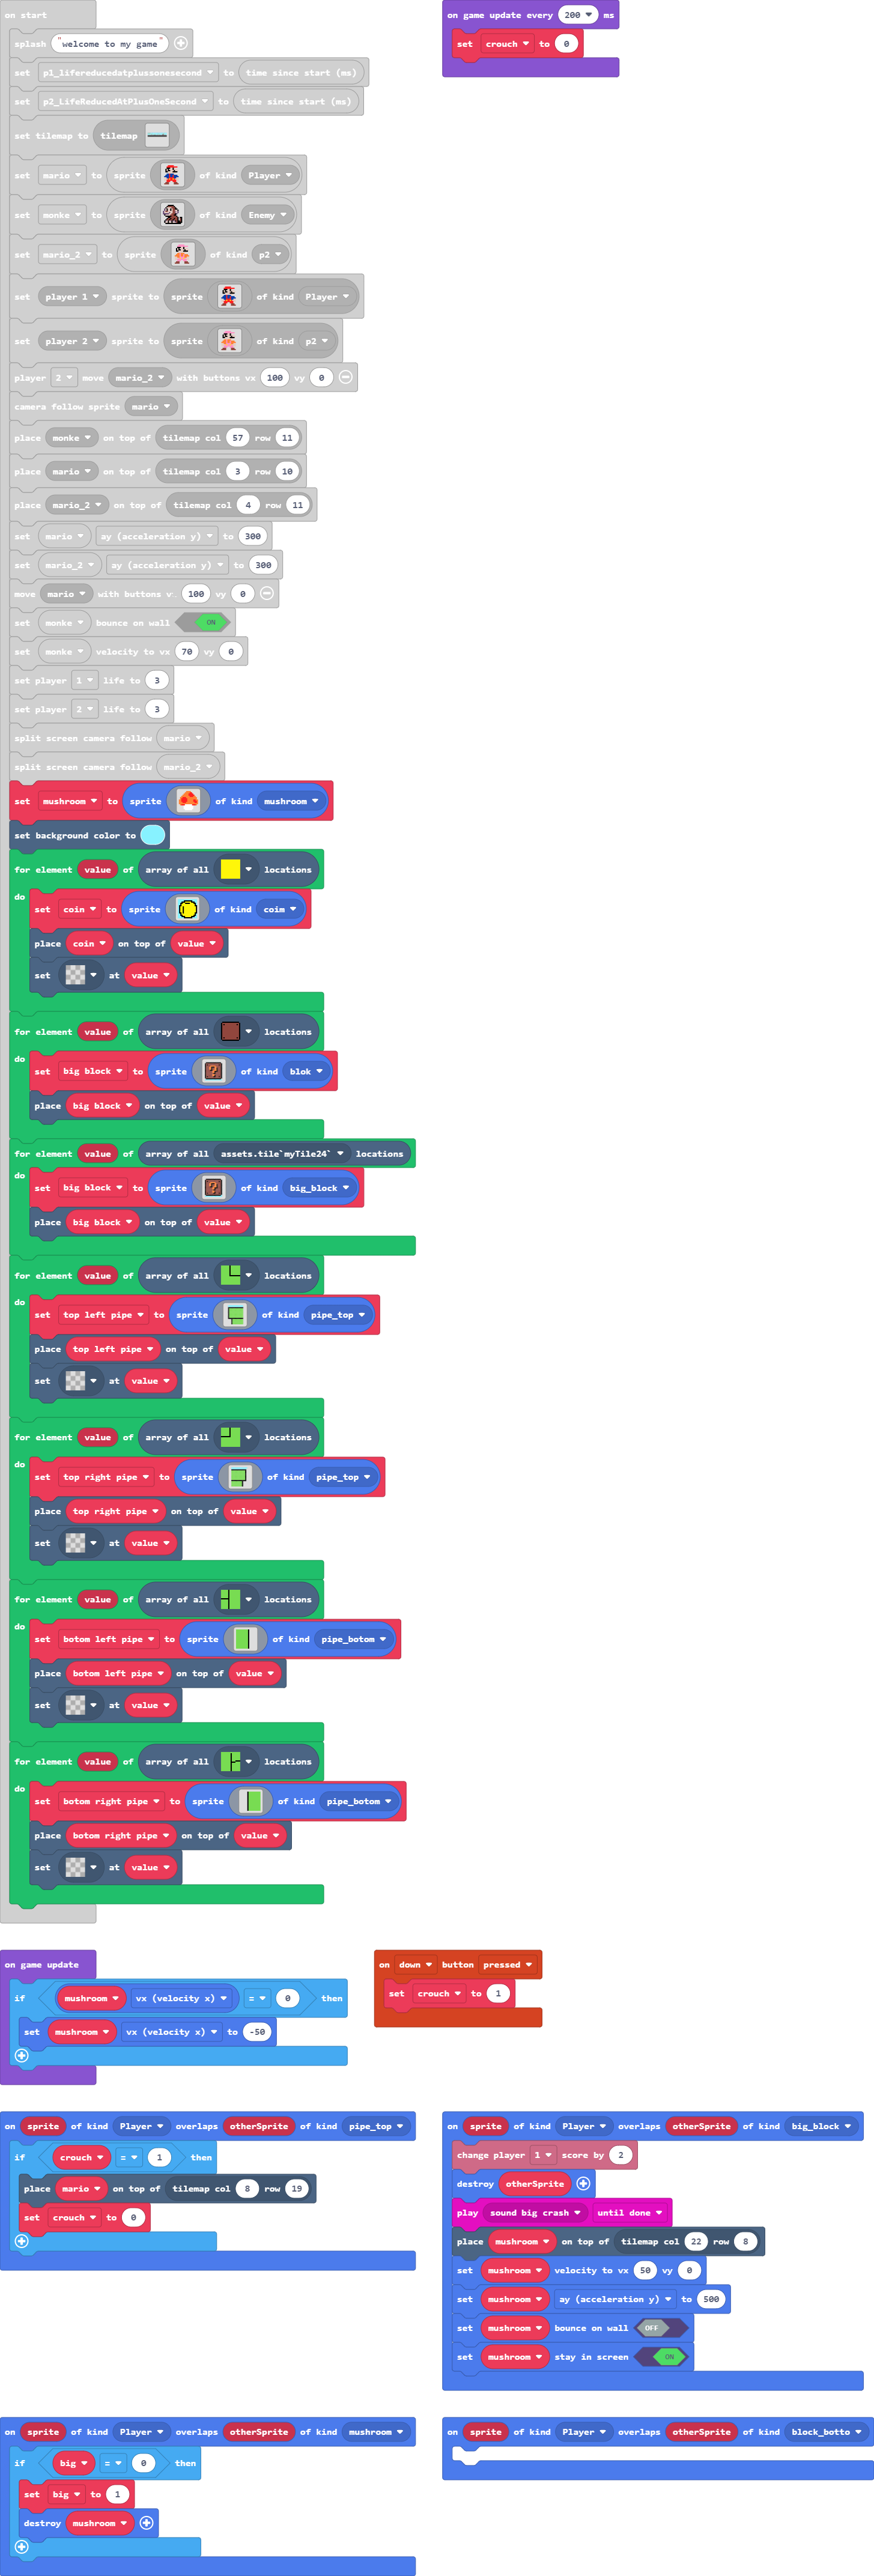 on start
splash "welcome to my game"
set p1_lifereducedatplussonesecond to time since start (ms)
set p2_LifeReducedAtPlusOneSecond to time since start (ms)
set tilemap to tilemap
set mario to sprite of kind Player
set monke to sprite of kind Enemy
set mario_2 to sprite of kind p2
set player 1 sprite to sprite of kind Player
set player 2 sprite to sprite of kind p2
player 2 move mario_2 with buttons vx 100 vy 0
camera follow sprite mario
place monke on top of tilemap col 57 row 11
place mario on top of tilemap col 3 row 10
place mario_2 on top of tilemap col 4 row 11
set mario ay (acceleration y) to 300
set mario_2 ay (acceleration y) to 300
move mario with buttons v 100 vy 0
set monke bounce on wall ON
set monke velocity to vx 70 vy 0
set player 1 life to 3
set player 2 life to 3
split screen camera follow mario
split screen camera follow mario_2
set mushroom to sprite of kind mushroom
set background color to
for element value of array of all locations
do set coin to sprite of kind coim
place coin on top of value
set at value
for element value of array of all locations
do set big block to sprite of kind blok
place big block on top of value
for element value of array of all assets.tile`myTile24` locations
do set big block to sprite of kind big_block
place big block on top of value
for element value of array of all locations
do set top left pipe to sprite of kind pipe_top
place top left pipe on top of value
set at value
for element value of array of all locations
do set top right pipe to sprite of kind pipe_top
place top right pipe on top of value
set at value
for element value of array of all locations
do set botom left pipe to sprite of kind pipe_botom
place botom left pipe on top of value
set at value
for element value of array of all locations
do set botom right pipe to sprite of kind pipe_botom
place botom right pipe on top of value
set at value
on game update every 200 ms
set crouch to 0
on game update
if mushroom vx (velocity x) = 0 then
set mushroom vx (velocity x) to -50
on down button pressed
set crouch to 1
on sprite of kind Player overlaps otherSprite of kind pipe_top
if crouch = 1 then
place mario on top of tilemap col 8 row 19
set crouch to 0
on sprite of kind Player overlaps otherSprite of kind big_block
change player 1 score by 2
destroy otherSprite
play sound big crash until done
place mushroom on top of tilemap col 22 row 8
set mushroom velocity to vx 50 vy 0
set mushroom ay (acceleration y) to 500
set mushroom bounce on wall OFF
set mushroom stay in screen ON
on sprite of kind Player overlaps otherSprite of kind mushroom
if big = 0 then
set big to 1
destroy mushroom
on sprite of kind Player overlaps otherSprite of kind block_botto